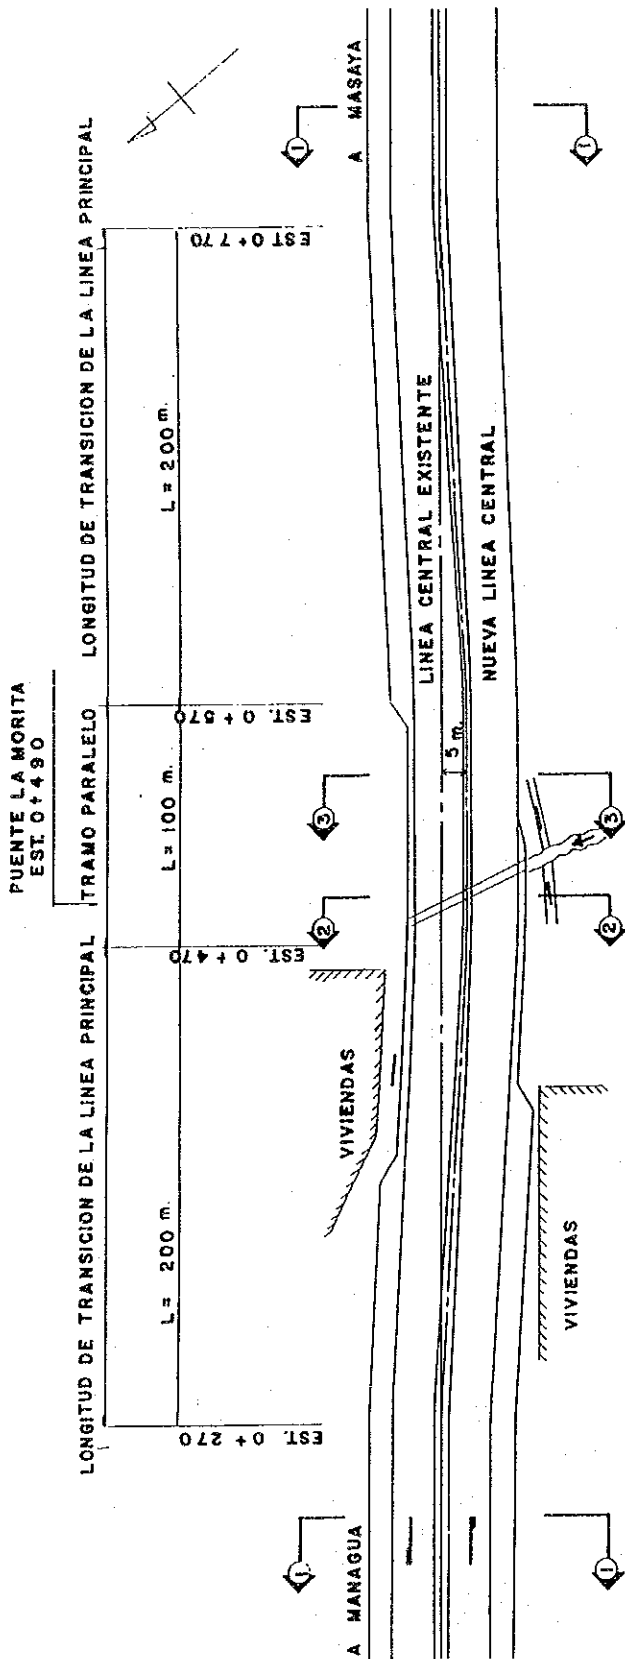 PUENTE LA MORITA
EST. 0+490
LONGITUD DE TRANSICION DE LA LINEA PRINCIPAL
TRAMO PARALELO
LONGITUD DE TRANSICION DE LA LINEA PRINCIPAL
L = 200 m.
L = 100 m.
L = 200 m.
EST. 0 + 270
EST. 0 + 470
EST. 0 + 570
EST 0 + 770
VIVIENDAS
2
3
1
1
A MANAGUA
A MASAYA
LINEA CENTRAL EXISTENTE
5 m.
NUEVA LINEA CENTRAL
VIVIENDAS
1
2
3
1